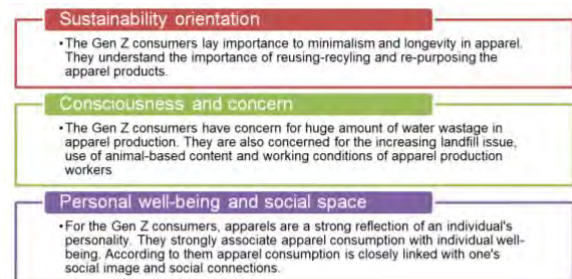 Sustainability orientation
•The Gen Z consumers lay importance to minimalism and longevity in apparel.
They understand the importance of reusing-recyling and re-purposing the
apparel products.
Consciousness and concern
•The Gen Z consumers have concern for huge amount of water wastage in
apparel production. They are also concerned for the increasing landfill issue,
use of animal-based content and working conditions of apparel production
workers
Personal well-being and social space
•For the Gen Z consumers, apparels are a strong reflection of an individual's
personality. They strongly associate apparel consumption with individual well-
being. According to them apparel consumption is closely linked with one's
social image and social connections.